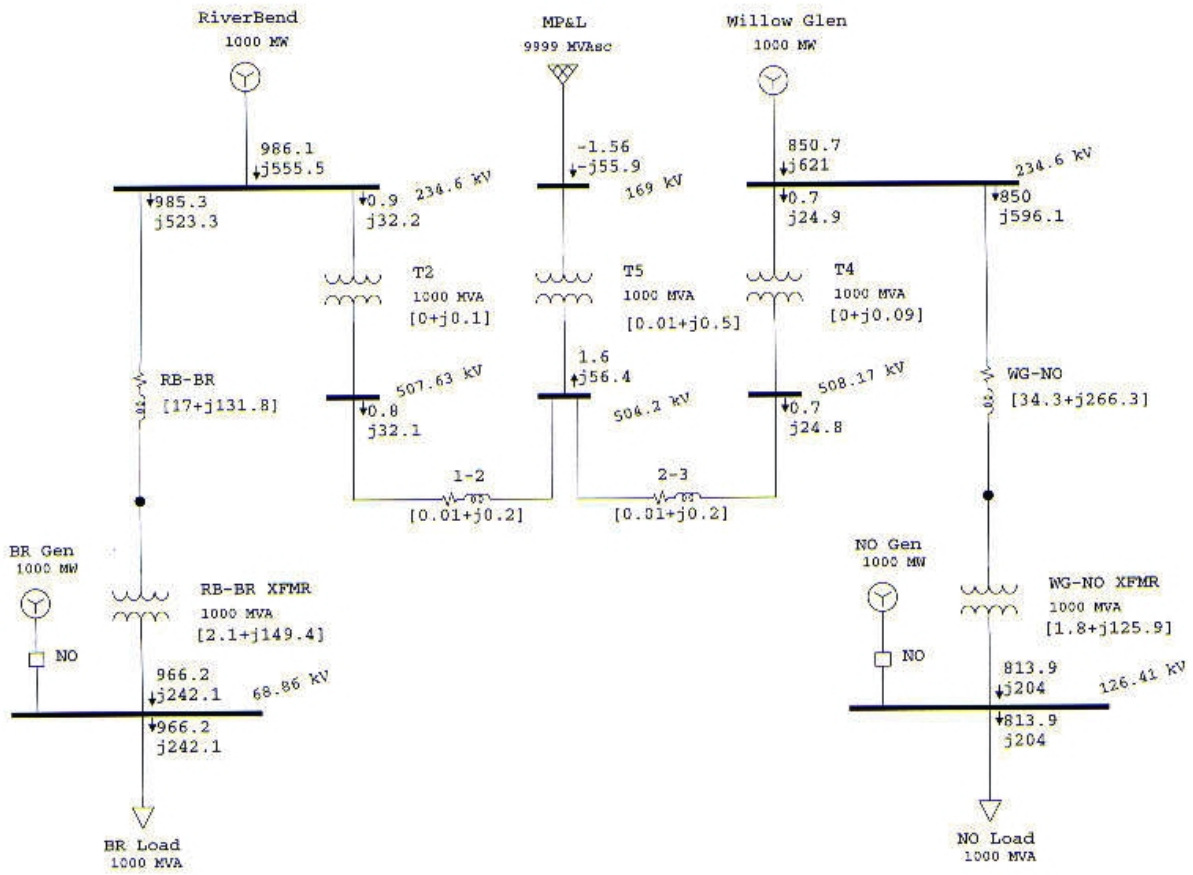 RiverBend
1000 MW
MP&L
9999 MVAsc
Willow Glen
1000 MW
986.1
j555.5
-1.56
-j55.9
850.7
j621
234.6 kV
169 kV
234.6 kV
985.3
j523.3
0.9
j32.2
0.7
j24.9
850
j596.1
T2
1000 MVA
[0+j0.1]
T5
1000 MVA
[0.01+j0.5]
T4
1000 MVA
[0+j0.09]
RB-BR
[17+j131.8]
507.63 kV
0.8
j32.1
1.6
j56.4
504.2 kV
508.17 kV
0.7
j24.8
WG-NO
[34.3+j266.3]
1-2
[0.01+j0.2]
2-3
[0.01+j0.2]
BR Gen
1000 MW
NO
RB-BR XFMR
1000 MVA
[2.1+j149.4]
NO Gen
1000 MW
NO
WG-NO XFMR
1000 MVA
[1.8+j125.9]
966.2
j242.1
68.86 kV
966.2
j242.1
813.9
j204
126.41 kV
813.9
j204
BR Load
1000 MVA
NO Load
1000 MVA